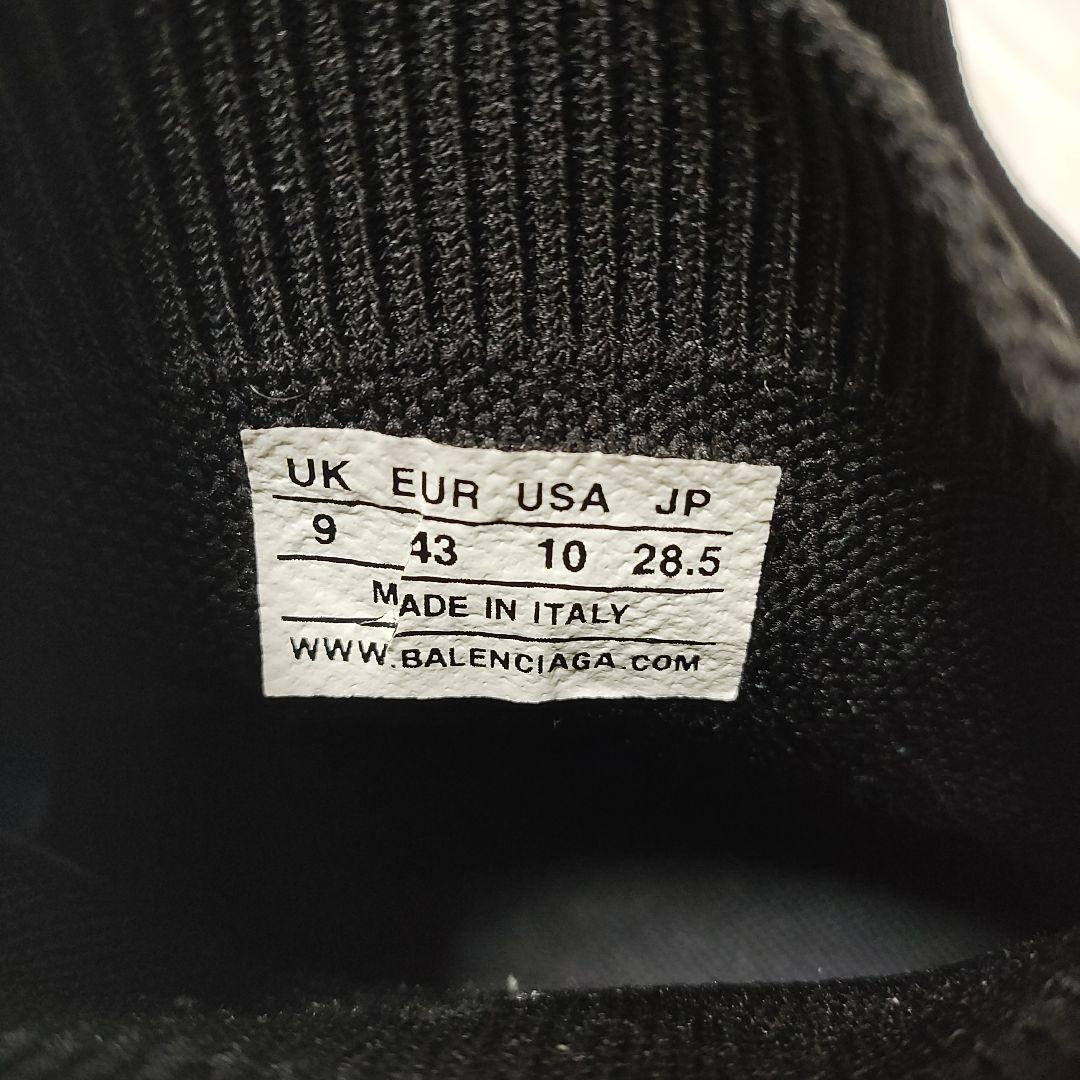 UK EUR USA JP
9 43 10 28.5
MADE IN ITALY
WWW.BALENCIAGA.COM